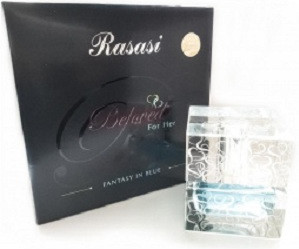 Rasasi
Beloved
For Her
FANTASY IN BLUE